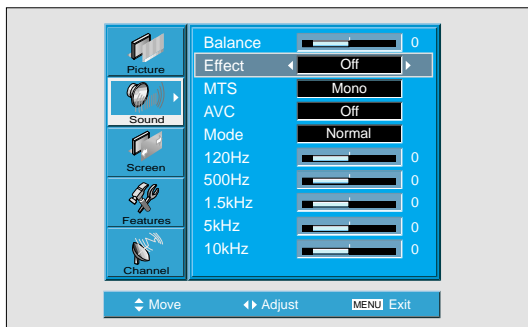 Picture
Sound
Screen
Features
Channel
Balance 0
Effect Off
MTS Mono
AVC Off
Mode Normal
120Hz 0
500Hz 0
1.5kHz 0
5kHz 0
10kHz 0
Move Adjust MENU Exit